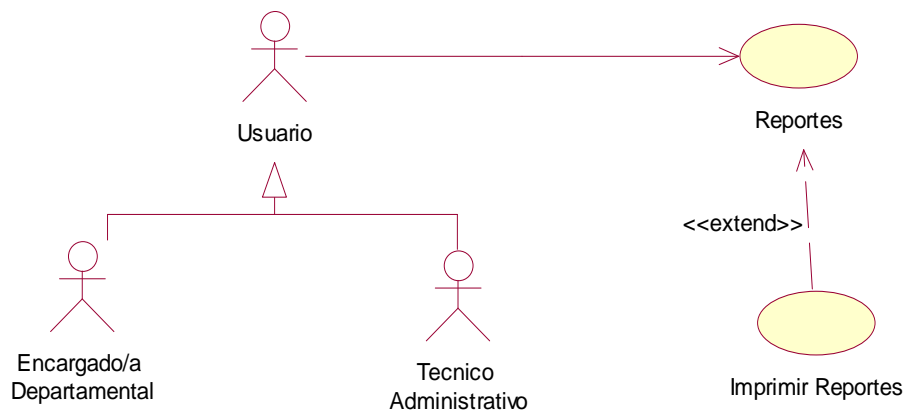 Usuario
Reportes
<<extend>>
Encargado/a
Departamental
Tecnico
Administrativo
Imprimir Reportes